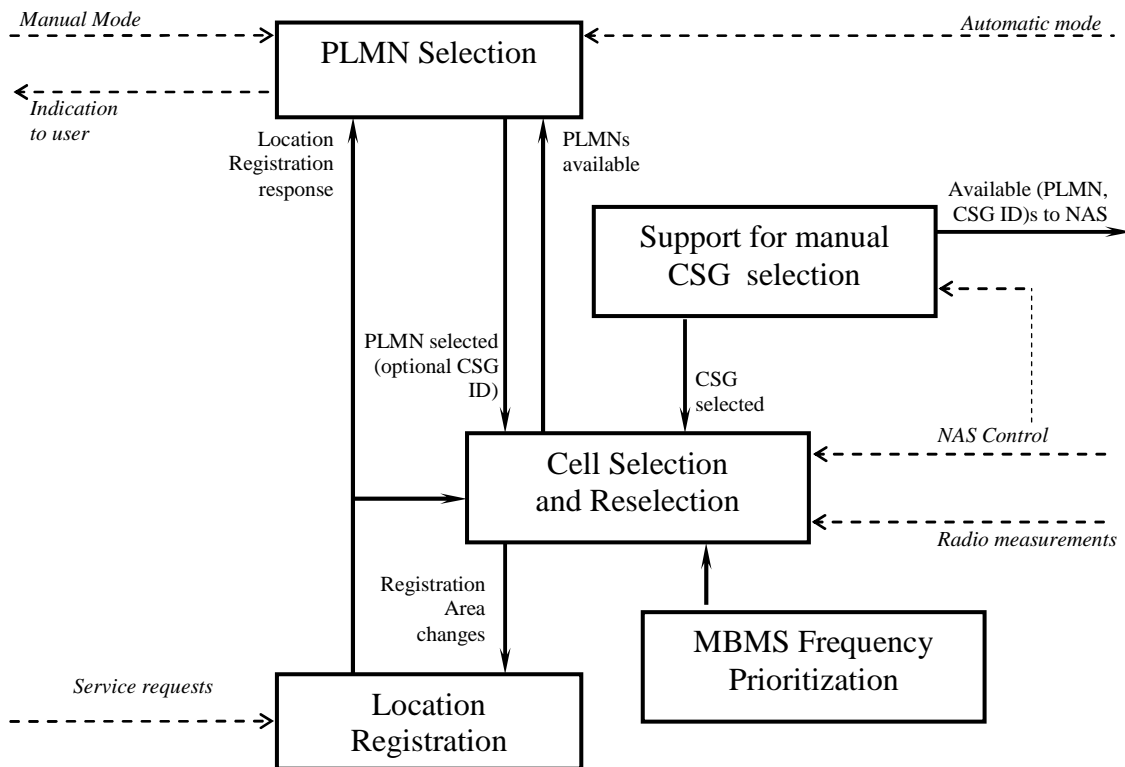 Manual Mode
Automatic mode
PLMN Selection
Indication
to user
Location
Registration
response
PLMNs
available
Available (PLMN,
CSG ID)s to NAS
Support for manual
CSG selection
PLMN selected
(optional CSG
ID)
CSG
selected
NAS Control
Cell Selection
and Reselection
Radio measurements
Registration
Area
changes
MBMS Frequency
Prioritization
Service requests
Location
Registration